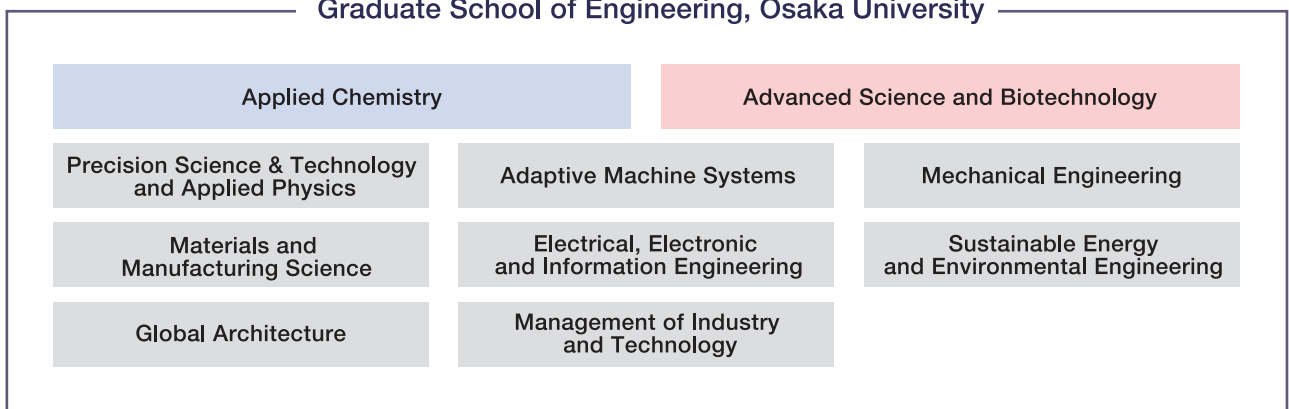 Graduate School of Engineering, Osaka University
Applied Chemistry
Advanced Science and Biotechnology
Precision Science & Technology
and Applied Physics
Adaptive Machine Systems
Mechanical Engineering
Materials and
Manufacturing Science
Electrical, Electronic
and Information Engineering
Sustainable Energy
and Environmental Engineering
Global Architecture
Management of Industry
and Technology